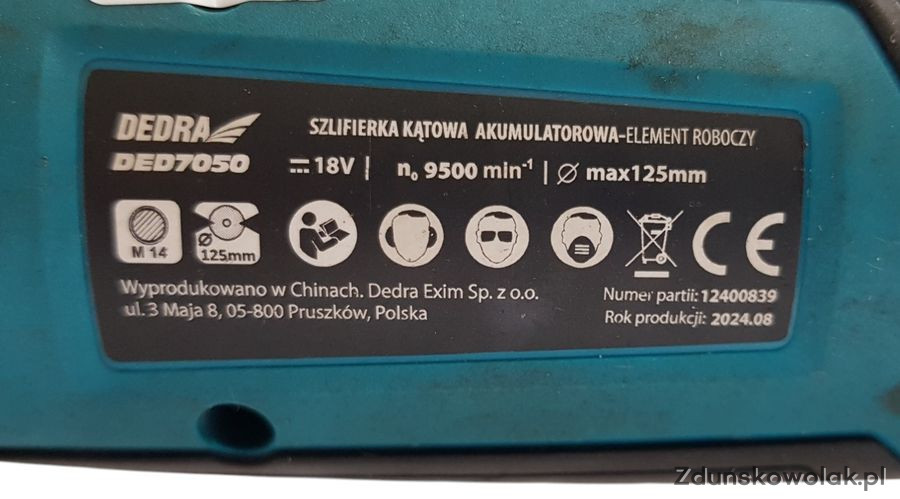 DEDRA
DED7050
SZLIFIERKA KĄTOWA AKUMULATOROWA-ELEMENT ROBOCZY
18V | n₀ 9500 min⁻¹ | Ø max125mm
M 14
Ø 125mm
CE
Wyprodukowano w Chinach. Dedra Exim Sp. z o.o.
ul. 3 Maja 8, 05-800 Pruszków, Polska
Numer partii: 12400839
Rok produkcji: 2024.08
Zduńskowolak.pl